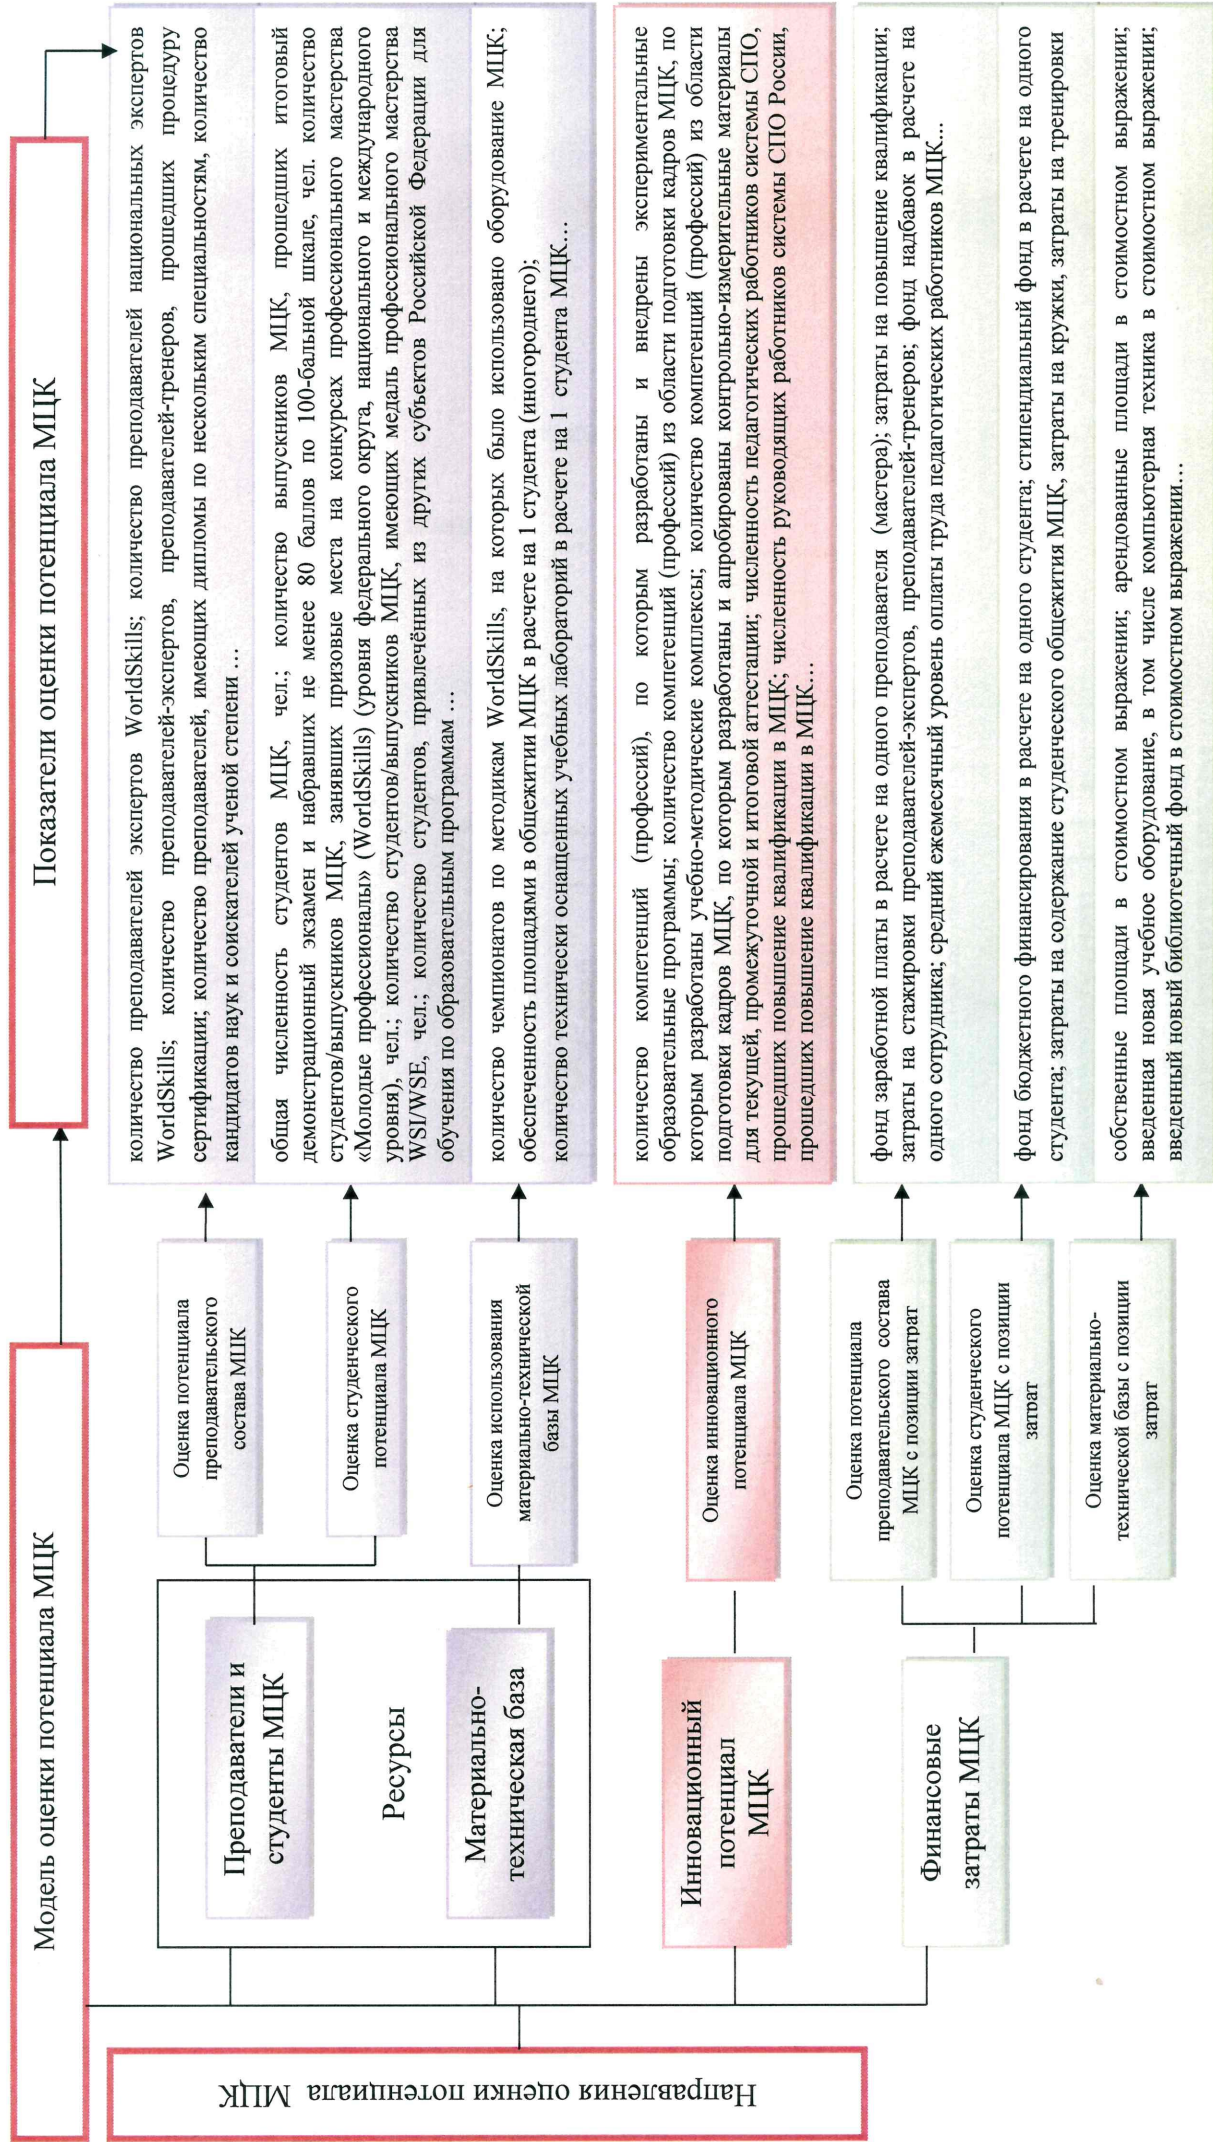 Модель оценки потенциала МЦК
Показатели оценки потенциала МЦК
Направления оценки потенциала МЦК
Преподаватели и
студенты МЦК
Ресурсы
Материально-
техническая база
Инновационный
потенциал
МЦК
Финансовые
затраты МЦК
Оценка потенциала
преподавательского
состава МЦК
Оценка студенческого
потенциала МЦК
Оценка использования
материально-технической
базы МЦК
Оценка инновационного
потенциала МЦК
Оценка потенциала
преподавательского состава
МЦК с позиции затрат
Оценка студенческого
потенциала МЦК с позиции
затрат
Оценка материально-
технической базы с позиции
затрат
количество преподавателей экспертов WorldSkills; количество преподавателей национальных экспертов
WorldSkills; количество преподавателей-экспертов, преподавателей-тренеров, прошедших процедуру
сертификации; количество преподавателей, имеющих дипломы по нескольким специальностям, количество
кандидатов наук и соискателей ученой степени …
общая численность студентов МЦК, чел.; количество выпускников МЦК, прошедших итоговый
демонстрационный экзамен и набравших не менее 80 баллов по 100-бальной шкале, чел. количество
студентов/выпускников МЦК, занявших призовые места на конкурсах профессионального мастерства
«Молодые профессионалы» (WorldSkills) (уровня федерального округа, национального и международного
уровня), чел.; количество студентов/выпускников МЦК, имеющих медаль профессионального мастерства
WSI/WSE, чел.; количество студентов, привлечённых из других субъектов Российской Федерации для
обучения по образовательным программам …
количество чемпионатов по методикам WorldSkills, на которых было использовано оборудование МЦК;
обеспеченность площадями в общежитии МЦК в расчете на 1 студента (иногороднего);
количество технически оснащенных учебных лабораторий в расчете на 1 студента МЦК…
количество компетенций (профессий), по которым разработаны и внедрены экспериментальные
образовательные программы; количество компетенций (профессий) из области подготовки кадров МЦК, по
которым разработаны учебно-методические комплексы; количество компетенций (профессий) из области
подготовки кадров МЦК, по которым разработаны и апробированы контрольно-измерительные материалы
для текущей, промежуточной и итоговой аттестации; численность педагогических работников системы СПО,
прошедших повышение квалификации в МЦК; численность руководящих работников системы СПО России,
прошедших повышение квалификации в МЦК…
фонд заработной платы в расчете на одного преподавателя (мастера); затраты на повышение квалификации;
затраты на стажировки преподавателей-экспертов, преподавателей-тренеров; фонд надбавок в расчете на
одного сотрудника; средний ежемесячный уровень оплаты труда педагогических работников МЦК…
фонд бюджетного финансирования в расчете на одного студента; стипендиальный фонд в расчете на одного
студента; затраты на содержание студенческого общежития МЦК, затраты на кружки, затраты на тренировки
собственные площади в стоимостном выражении; арендованные площади в стоимостном выражении;
введенная новая учебное оборудование, в том числе компьютерная техника в стоимостном выражении;
введенный новый библиотечный фонд в стоимостном выражении…